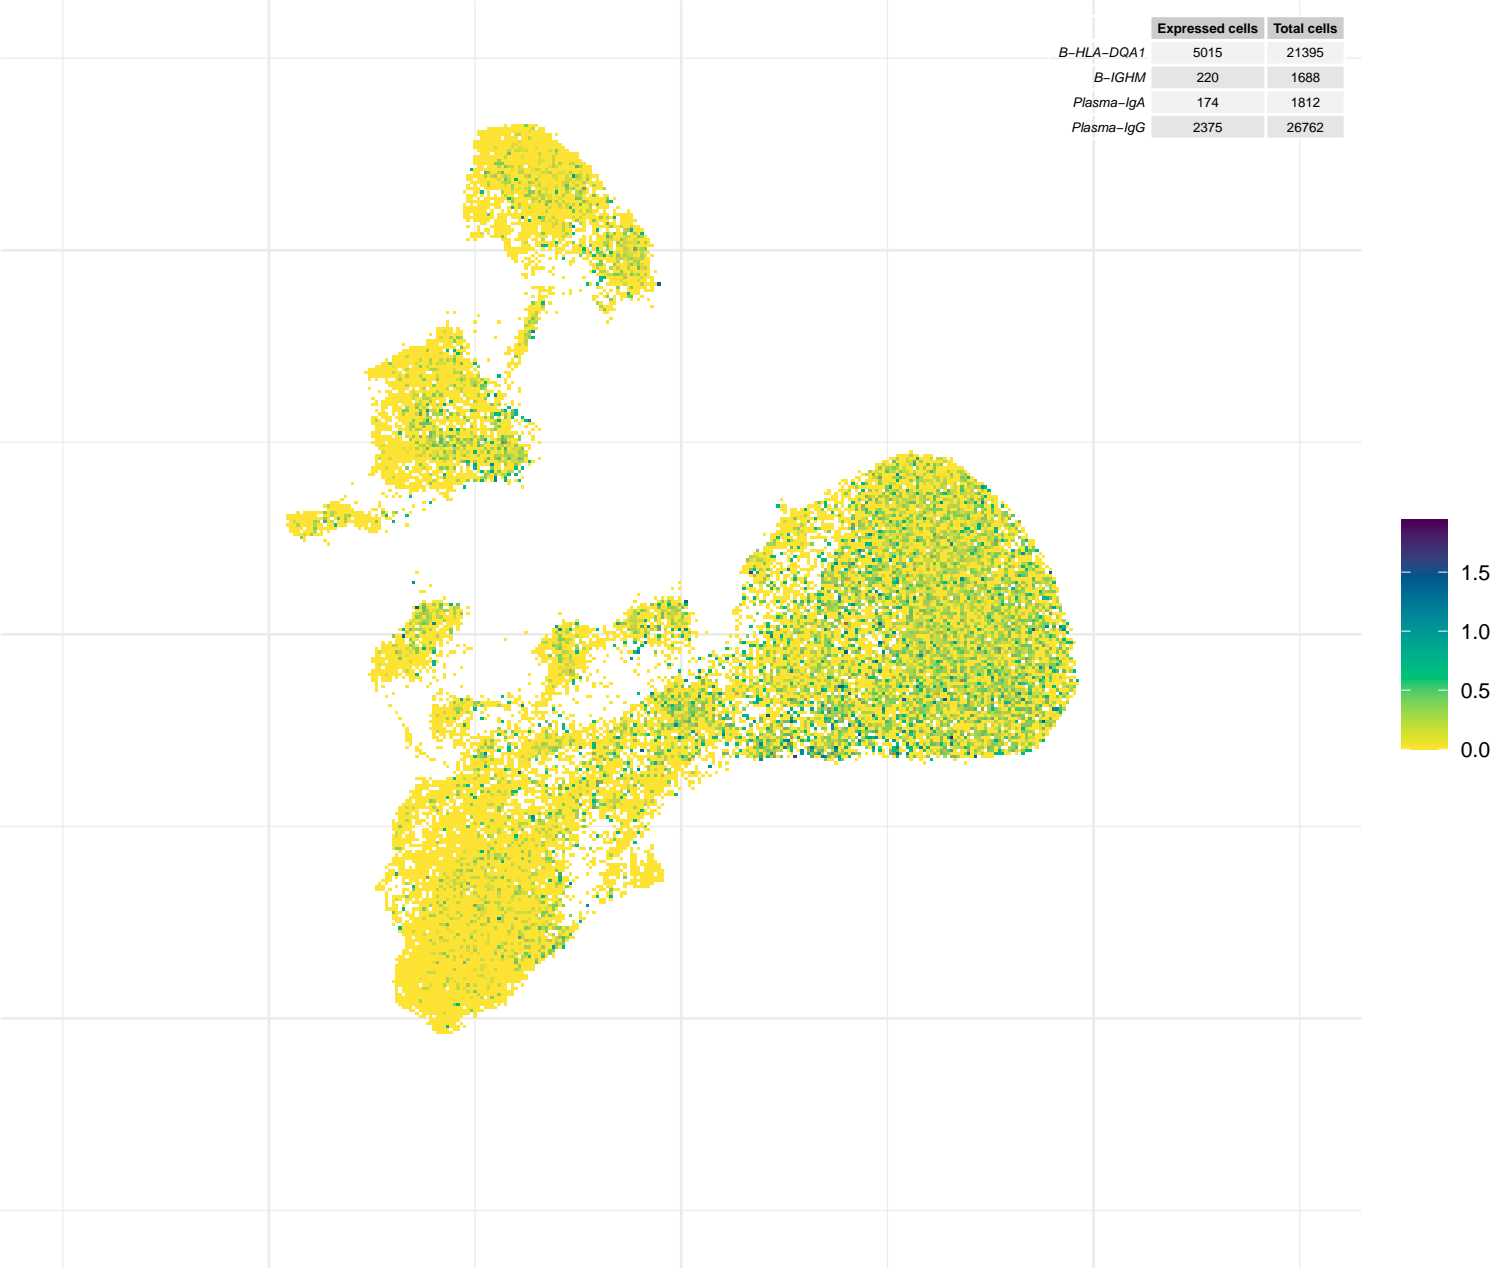 Expressed cells Total cells
B−HLA−DQA1 5015 21395
B−IGHM 220 1688
Plasma−IgA 174 1812
Plasma−IgG 2375 26762
1.5
1.0
0.5
0.0